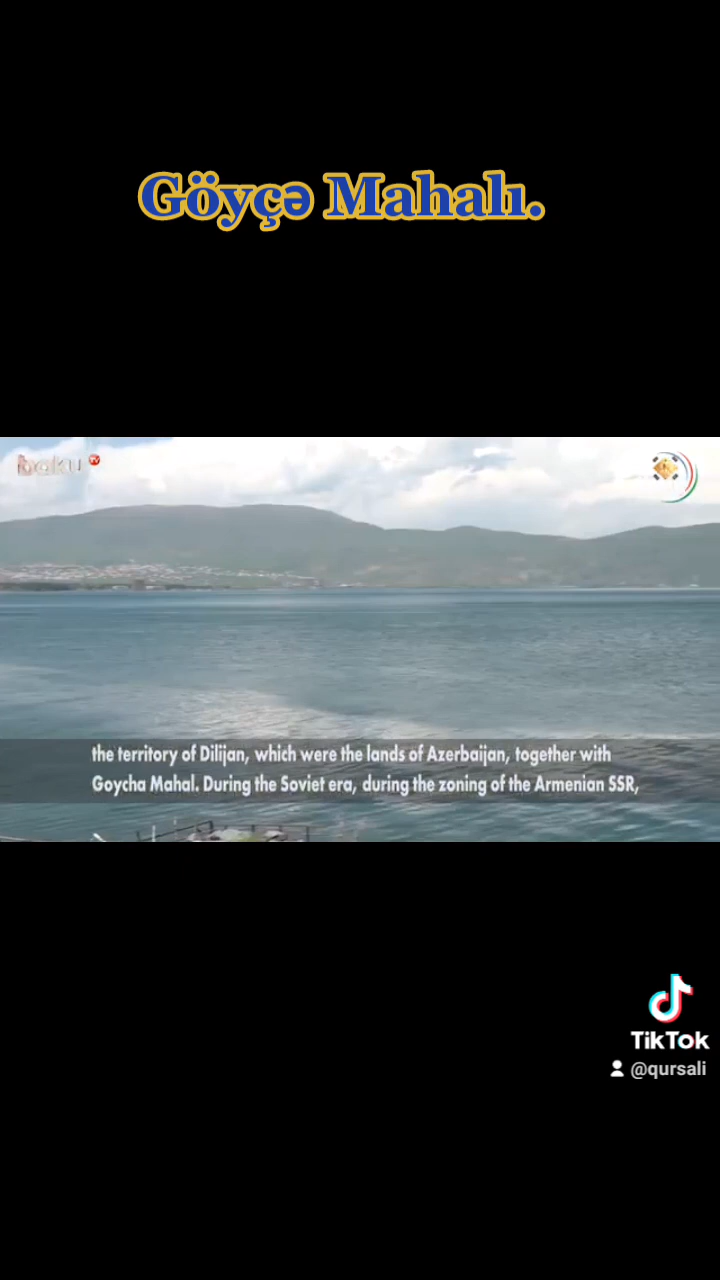 Göyçə Mahalı.
baku TV
the territory of Dilijan, which were the lands of Azerbaijan, together with
Goycha Mahal. During the Soviet era, during the zoning of the Armenian SSR,
TikTok
@qursali